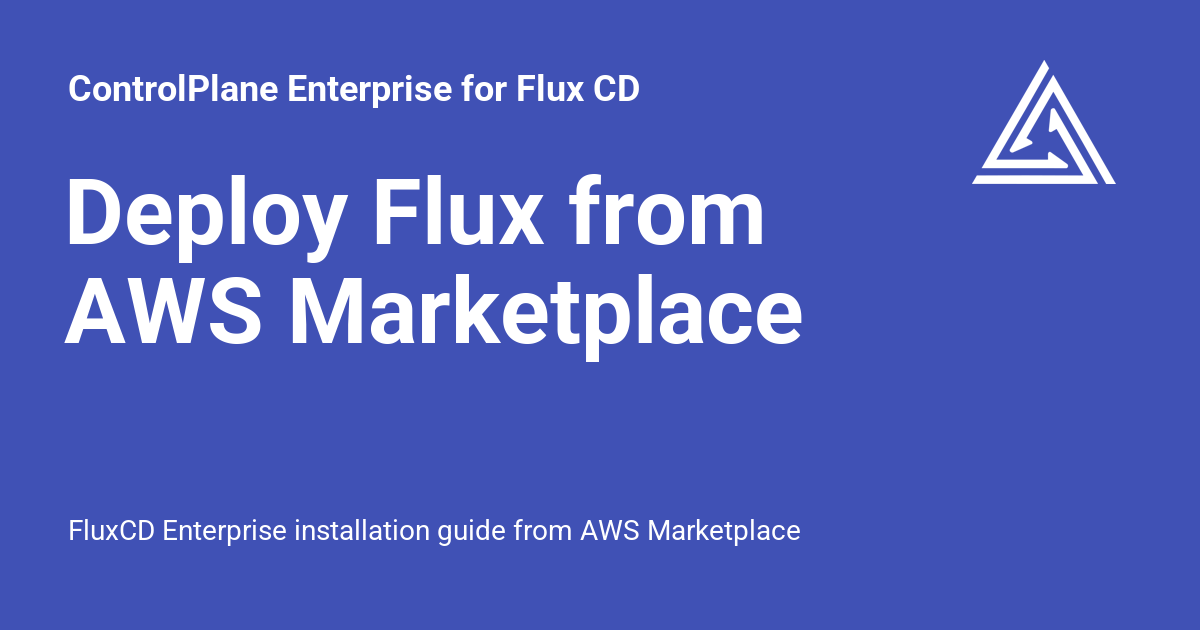 ControlPlane Enterprise for Flux CD
Deploy Flux from
AWS Marketplace
FluxCD Enterprise installation guide from AWS Marketplace